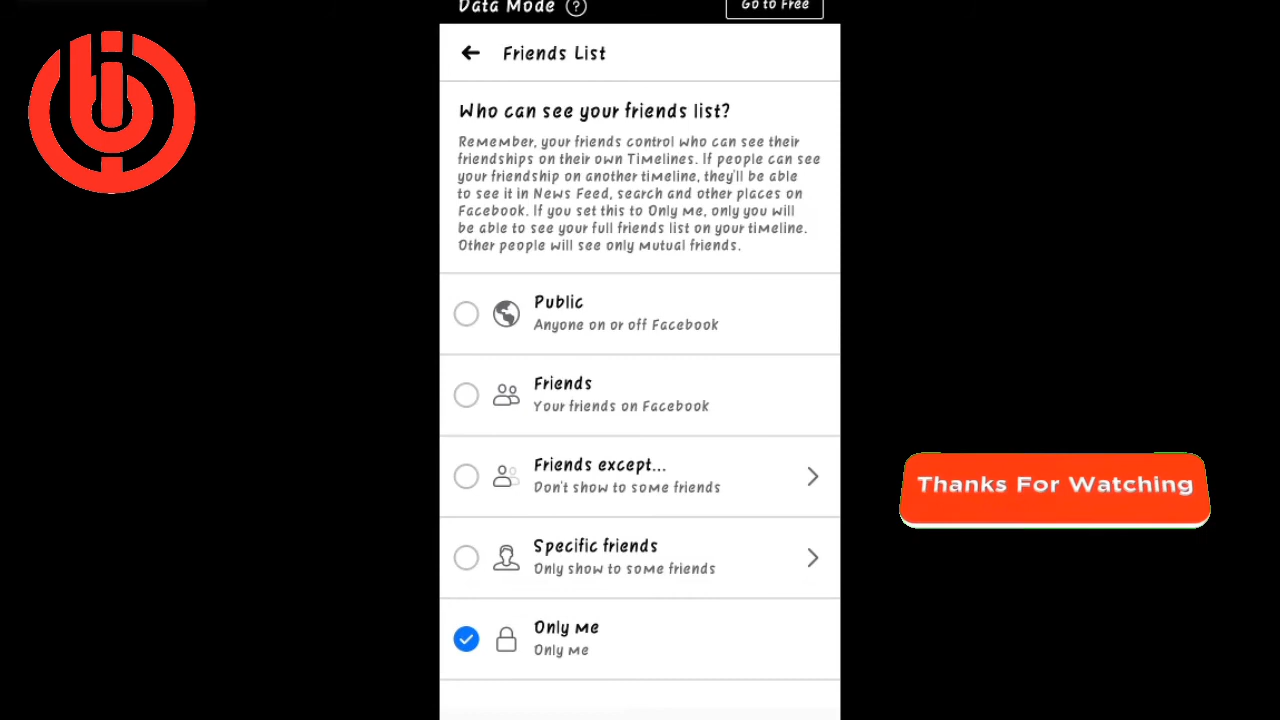 Data Mode ?
Go to Free
Friends List
Who can see your friends list?
Remember, your friends control who can see their
friendships on their own Timelines. If people can see
your friendship on another timeline, they'll be able
to see it in News Feed, search and other places on
Facebook. If you set this to Only me, only you will
be able to see your full friends list on your timeline.
Other people will see only mutual friends.
Public
Anyone on or off Facebook
Friends
Your friends on Facebook
Friends except...
Don't show to some friends
Thanks For Watching
Specific friends
Only show to some friends
Only me
Only me